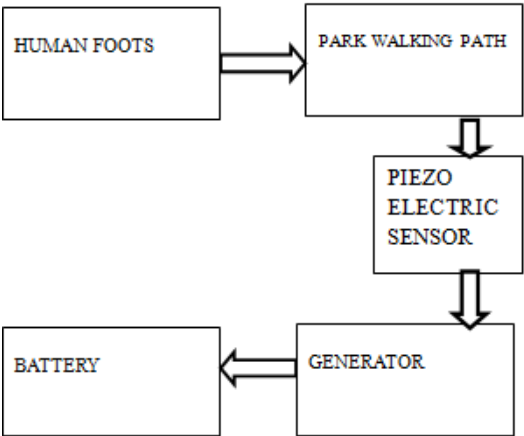 HUMAN FOOTS
PARK WALKING PATH
PIEZO
ELECTRIC
SENSOR
GENERATOR
BATTERY